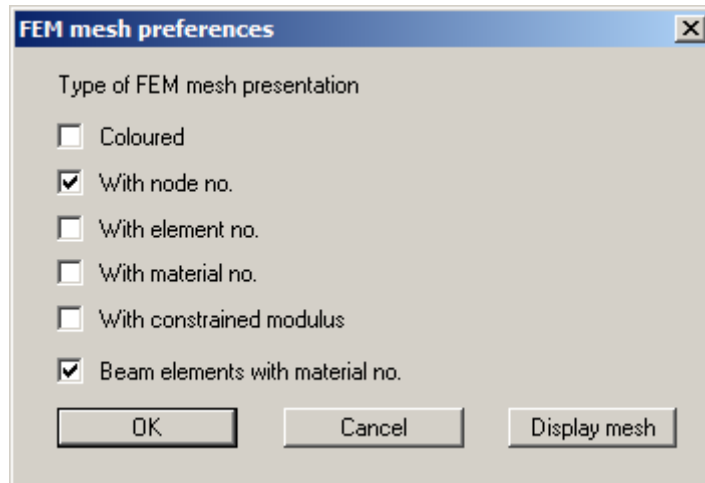 FEM mesh preferences
Type of FEM mesh presentation
Coloured
With node no.
With element no.
With material no.
With constrained modulus
Beam elements with material no.
OK Cancel Display mesh